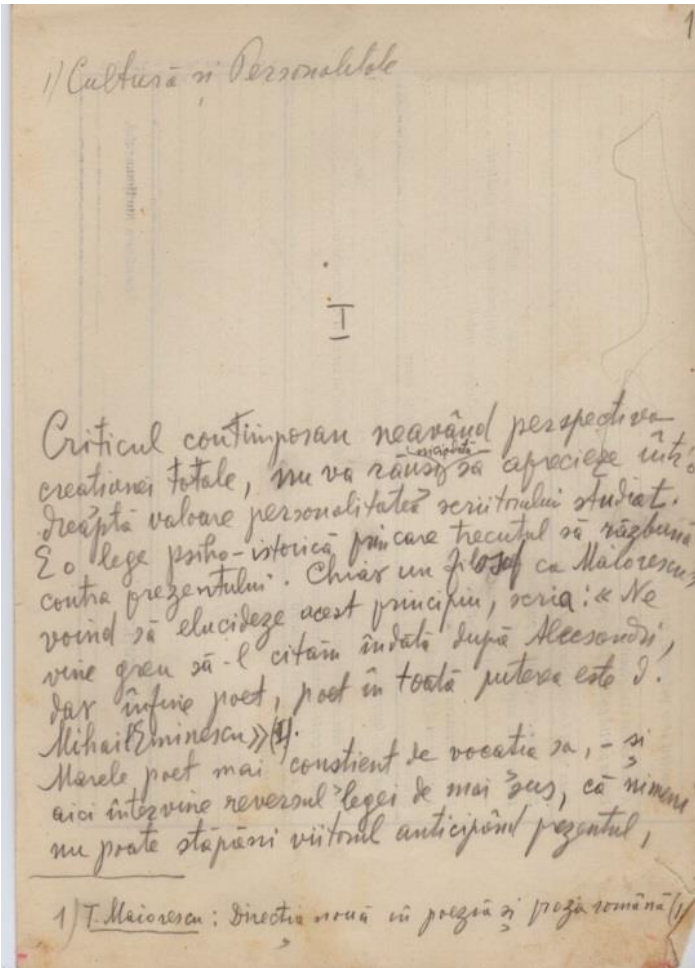 1
1) Cultură și Personalitate
I
Criticul contimporan neavând perspectiva
creațiunei totale, nu va răuși să aprecieze într'o
dreaptă valoare personalitatea scriitorului studiat.
E o lege psiho-istorică prin care trecutul să răzbună
contra prezentului. Chiar un filosof ca Maiorescu,
voind să elucideze acest principiu, scria: « Ne
vine greu să-l cităm îndată după Alecsandri,
dar înfine poet, poet în toată puterea este D.
Mihail Eminescu» (1).
Marele poet mai conștient de vocația sa, - și
aici intervine reversul legei de mai sus, că nimeni
nu poate stăpâni viitorul anticipând prezentul,
1) T. Maiorescu: Direcția nouă în poezia și proza română (1